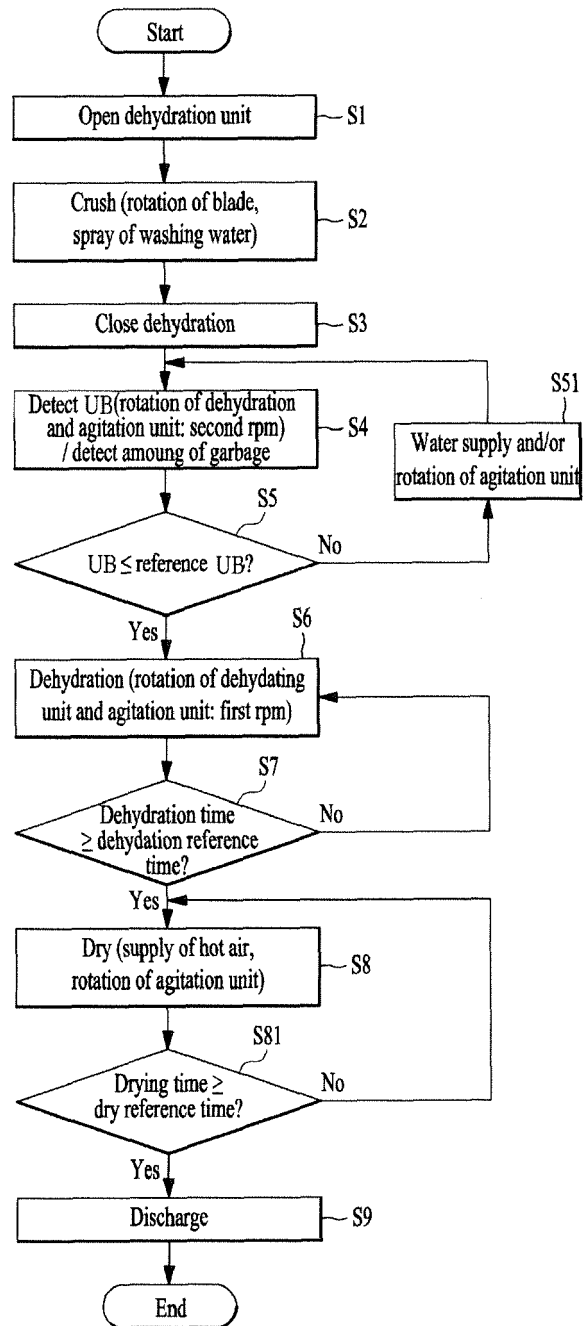 Start
Open dehydration unit
S1
Crush (rotation of blade,
spray of washing water)
S2
Close dehydration
S3
Detect UB(rotation of dehydration
and agitation unit: second rpm)
/ detect amoung of garbage
S4
S51
Water supply and/or
rotation of agitation unit
S5
UB ≤ reference UB?
No
Yes
S6
Dehydration (rotation of dehydating
unit and agitation unit: first rpm)
S7
Dehydration time
≥ dehydation reference
time?
No
Yes
Dry (supply of hot air,
rotation of agitation unit)
S8
S81
Drying time ≥
dry reference time?
No
Yes
Discharge
S9
End